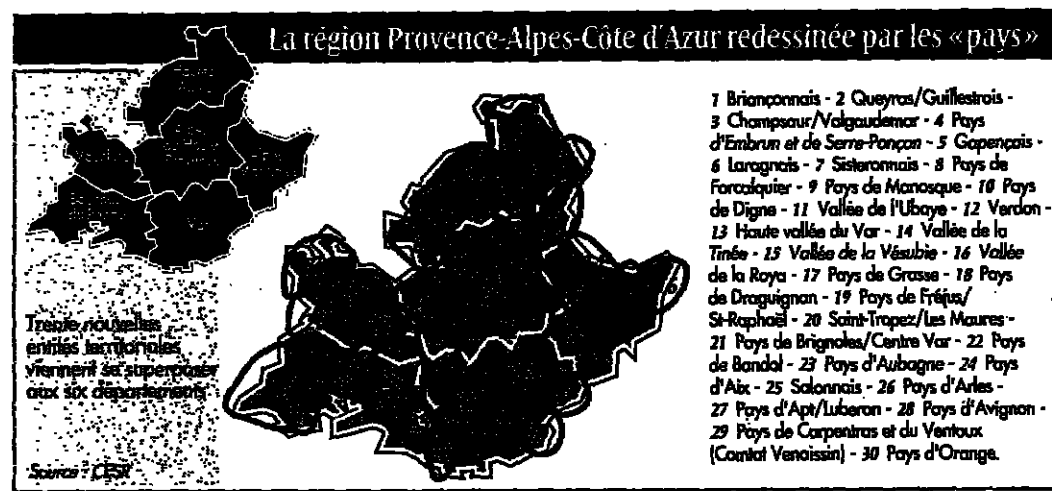 La région Provence-Alpes-Côte d'Azur redessinée par les «pays»
1 Briançonnais - 2 Queyras/Guillestrois -
3 Champsaur/Valgaudemar - 4 Pays
d'Embrun et de Serre-Ponçon - 5 Gapençais -
6 Laragnais - 7 Sisteronnais - 8 Pays de
Forcalquier - 9 Pays de Manosque - 10 Pays
de Digne - 11 Vallée de l'Ubaye - 12 Verdon -
13 Haute vallée du Var - 14 Vallée de la
Tinée - 15 Vallée de la Vésubie - 16 Vallée
de la Roya - 17 Pays de Grasse - 18 Pays
de Draguignan - 19 Pays de Fréjus/
St-Raphaël - 20 Saint-Tropez/Les Maures -
21 Pays de Brignoles/Centre Var - 22 Pays
de Bandol - 23 Pays d'Aubagne - 24 Pays
d'Aix - 25 Salonnais - 26 Pays d'Arles -
27 Pays d'Apt/Luberon - 28 Pays d'Avignon -
29 Pays de Carpentras et du Ventoux
(Comtat Venaissin) - 30 Pays d'Orange.
Trente nouvelles
entités territoriales
viennent se superposer
aux six départements
Source : CESR